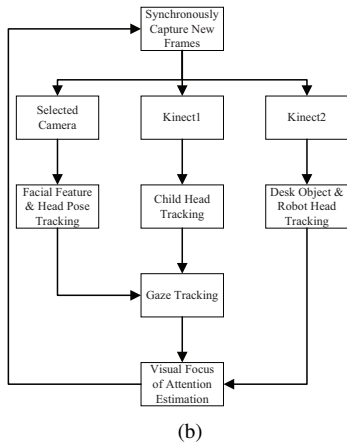 Synchronously
Capture New
Frames
Selected
Camera
Kinect1
Kinect2
Facial Feature
& Head Pose
Tracking
Child Head
Tracking
Desk Object &
Robot Head
Tracking
Gaze Tracking
Visual Focus
of Attention
Estimation
(b)